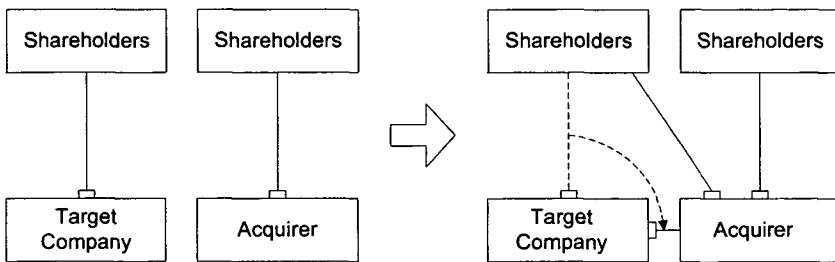 Shareholders
Shareholders
Shareholders
Shareholders
Target
Company
Acquirer
Target
Company
Acquirer